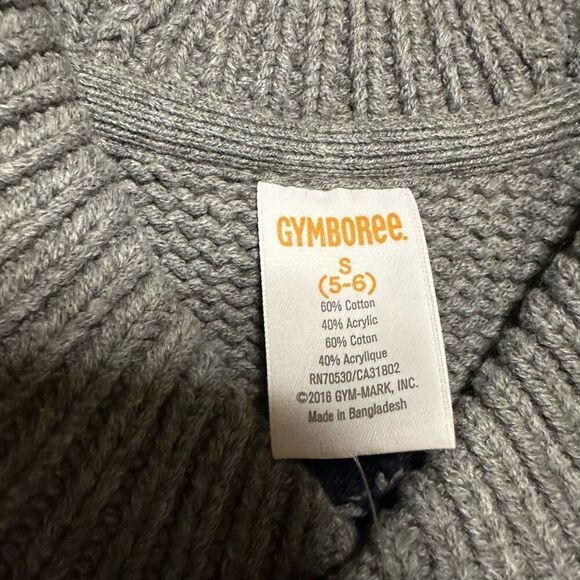 GYMBOREE.
S
(5-6)
60% Cotton
40% Acrylic
60% Coton
40% Acrylique
RN70530/CA31802
©2016 GYM-MARK, INC.
Made in Bangladesh